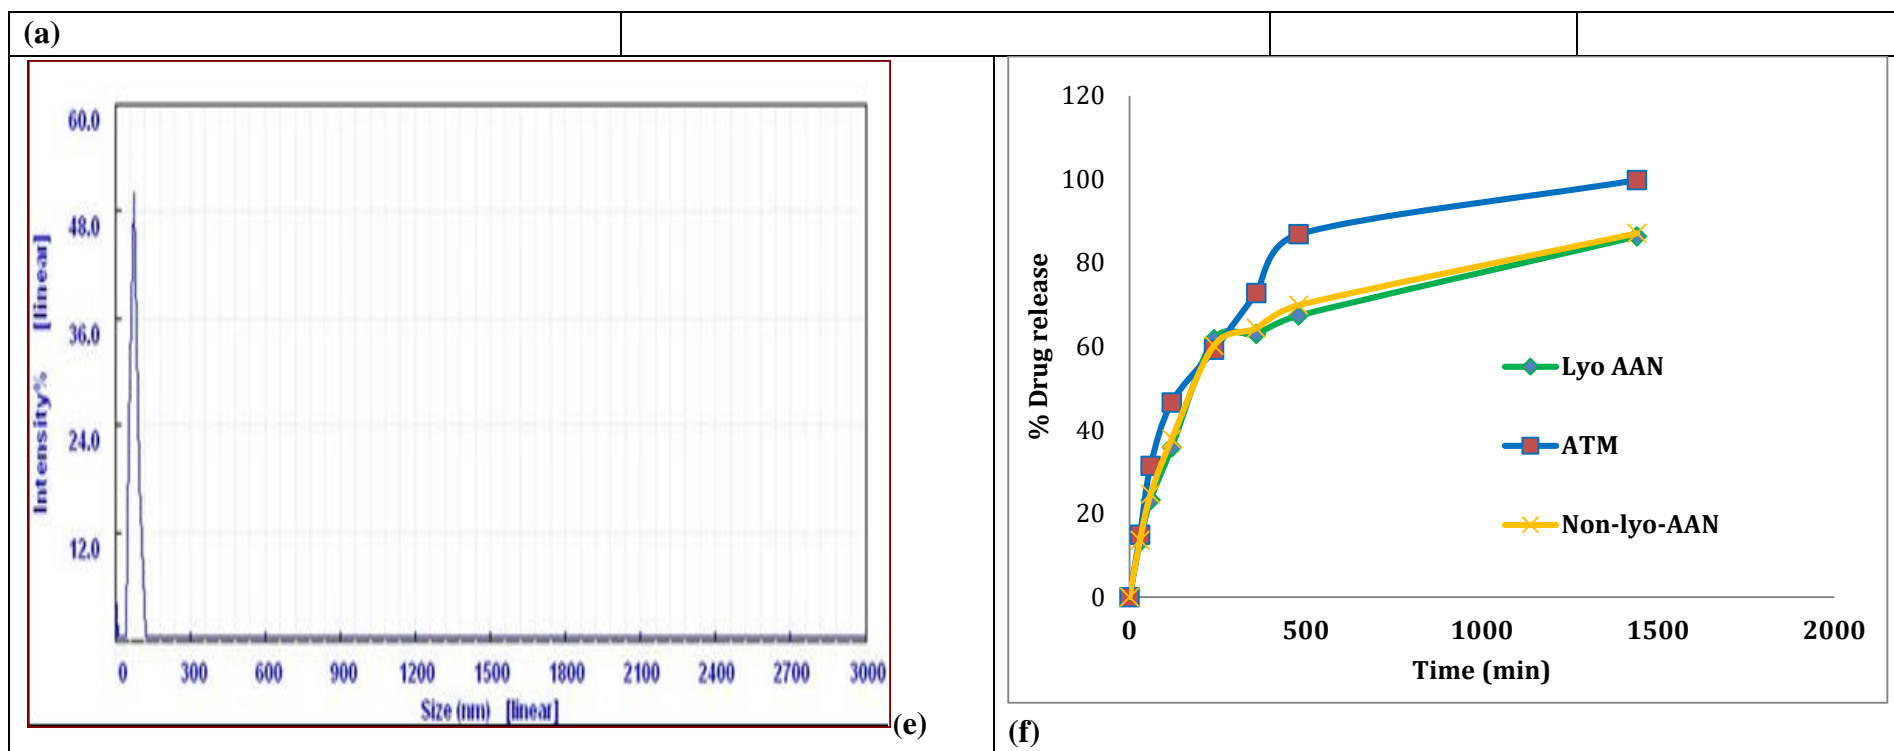 (a)
60.0
48.0
36.0
24.0
12.0
Intensity% [linear]
0 300 600 900 1200 1500 1800 2100 2400 2700 3000
Size (nm) [linear]
(e)
120
100
80
60
40
20
0
% Drug release
0 500 1000 1500 2000
Time (min)
Lyo AAN
ATM
Non-lyo-AAN
(f)